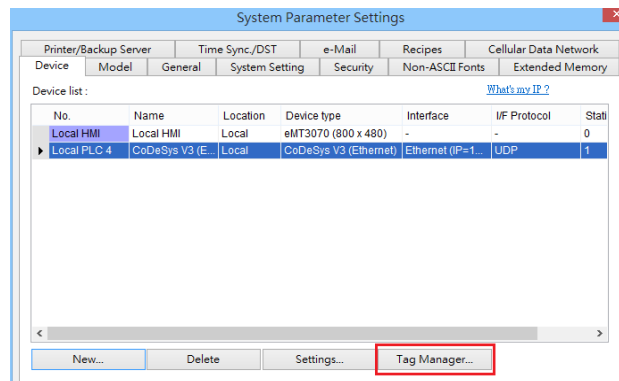 System Parameter Settings
Printer/Backup Server Time Sync./DST e-Mail Recipes Cellular Data Network
Device Model General System Setting Security Non-ASCII Fonts Extended Memory
Device list : What's my IP ?
No. Name Location Device type Interface I/F Protocol Stati
Local HMI Local HMI Local eMT3070 (800 x 480) - - 0
Local PLC 4 CoDeSys V3 (E... Local CoDeSys V3 (Ethernet) Ethernet (IP=1... UDP 1
New... Delete Settings... Tag Manager...